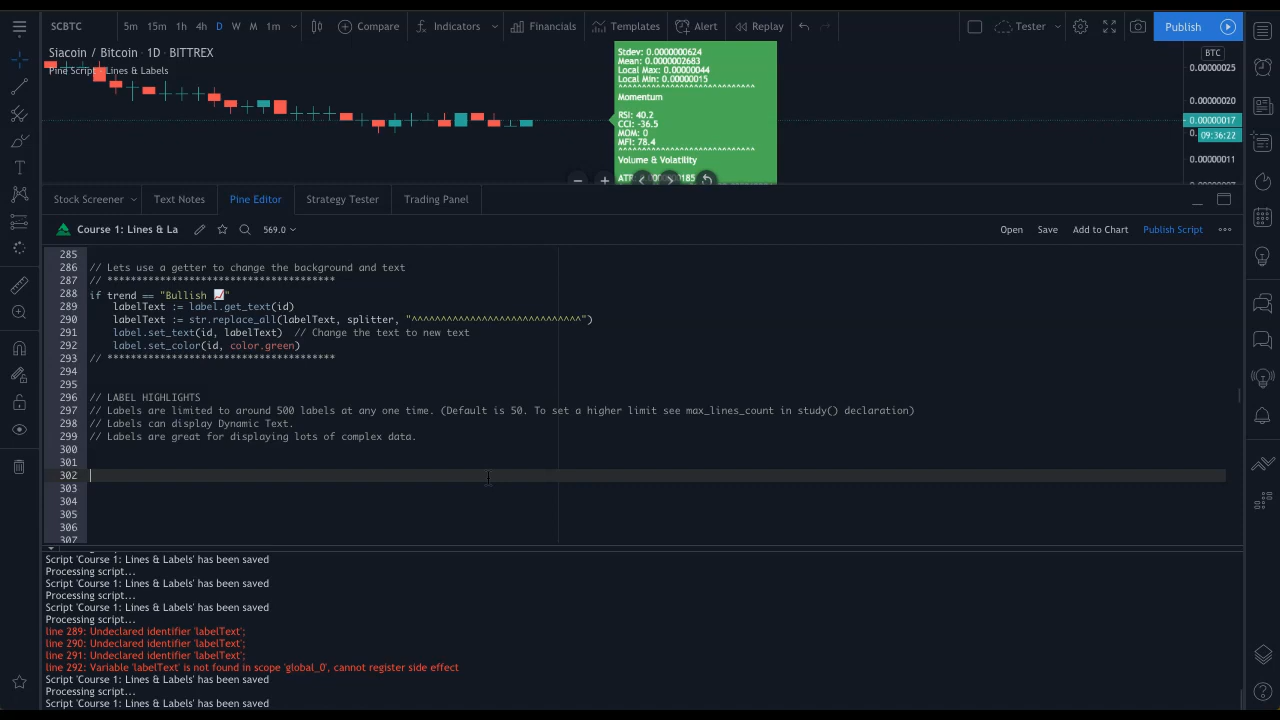 SCBTC 5m 15m 1h 4h D W M 1m Compare Indicators Financials Templates Alert Replay Tester Publish
Siacoin / Bitcoin · 1D · BITTREX
Pine Script - Lines & Labels
Stdev: 0.0000000624
Mean: 0.0000002683
Local Max: 0.00000044
Local Min: 0.00000015
^^^^^^^^^^^^^^^^^^^^^^^^^^^^
Momentum
RSI: 40.2
CCI: -36.5
MOM: 0
MFI: 78.4
^^^^^^^^^^^^^^^^^^^^^^^^^^^^
Volume & Volatility
BTC
0.00000025
0.00000020
0.00000017
09:36:22
0.00000011
Stock Screener Text Notes Pine Editor Strategy Tester Trading Panel
Course 1: Lines & La 569.0 Open Save Add to Chart Publish Script
285
286 // Lets use a getter to change the background and text
287 // ***************************************
288 if trend == "Bullish 📈"
289 labelText := label.get_text(id)
290 labelText := str.replace_all(labelText, splitter, "^^^^^^^^^^^^^^^^^^^^^^^^^^^^^")
291 label.set_text(id, labelText) // Change the text to new text
292 label.set_color(id, color.green)
293 // ***************************************
294
295
296 // LABEL HIGHLIGHTS
297 // Labels are limited to around 500 labels at any one time. (Default is 50. To set a higher limit see max_lines_count in study() declaration)
298 // Labels can display Dynamic Text.
299 // Labels are great for displaying lots of complex data.
300
301
302
303
304
305
306
307
Script 'Course 1: Lines & Labels' has been saved
Processing script...
Script 'Course 1: Lines & Labels' has been saved
Processing script...
Script 'Course 1: Lines & Labels' has been saved
Processing script...
line 289: Undeclared identifier 'labelText';
line 290: Undeclared identifier 'labelText';
line 291: Undeclared identifier 'labelText';
line 292: Variable 'labelText' is not found in scope 'global_0', cannot register side effect
Script 'Course 1: Lines & Labels' has been saved
Processing script...
Script 'Course 1: Lines & Labels' has been saved